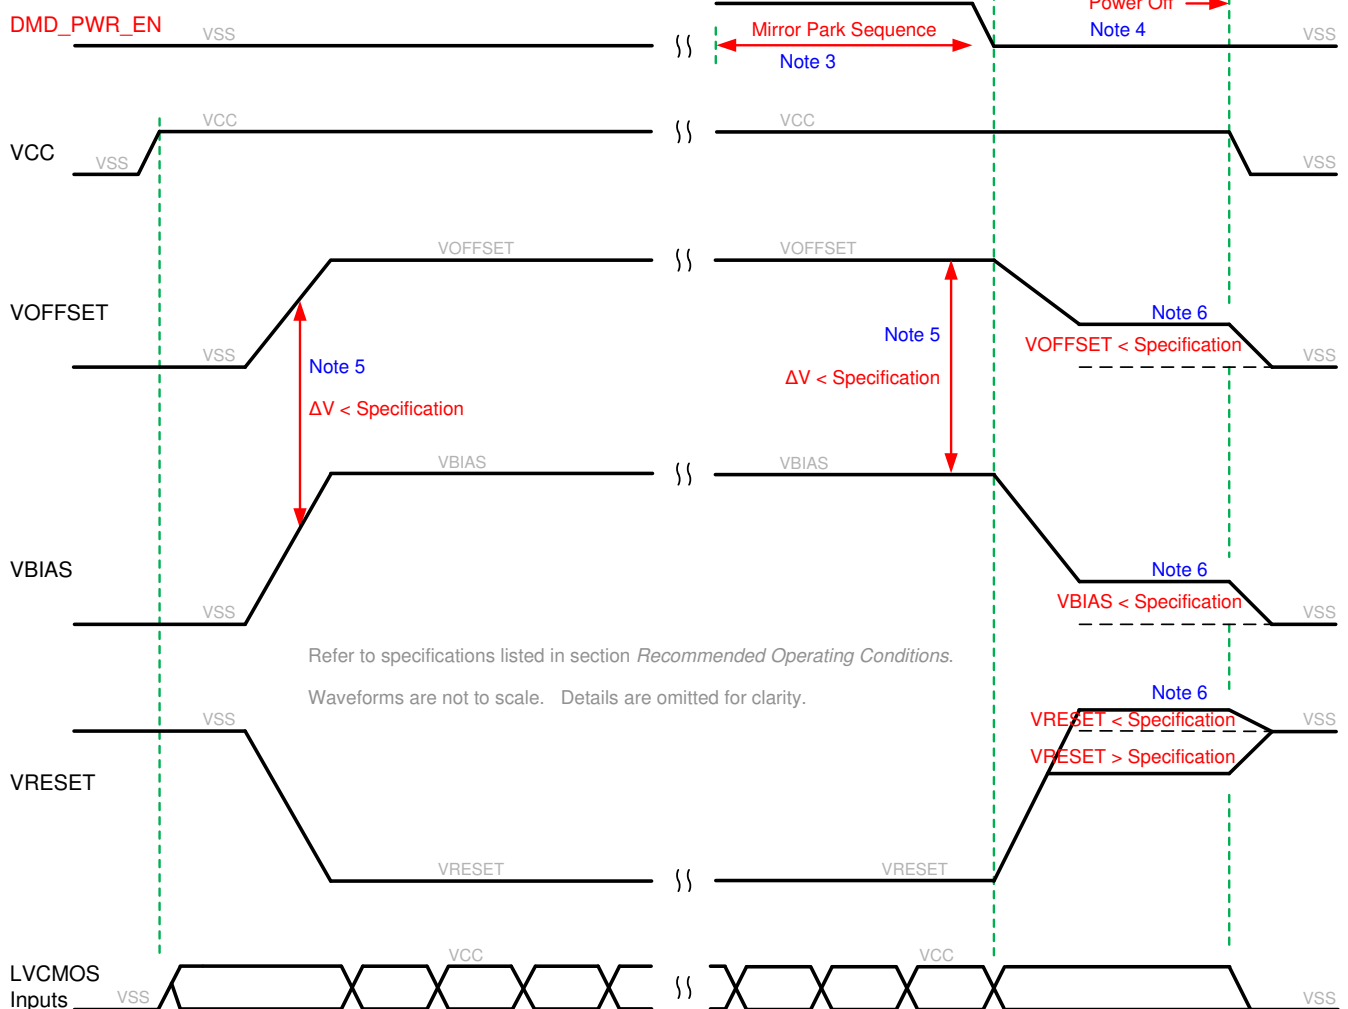 Power Off
DMD_PWR_EN
VSS
Mirror Park Sequence
Note 4
VSS
Note 3
VCC
VCC
VCC
VSS
VSS
VOFFSET
VOFFSET
VOFFSET
Note 6
Note 5
VOFFSET < Specification
VSS
VSS
Note 5
ΔV < Specification
ΔV < Specification
VBIAS
VBIAS
VBIAS
Note 6
VBIAS < Specification
VSS
VSS
Refer to specifications listed in section Recommended Operating Conditions.
Waveforms are not to scale. Details are omitted for clarity.
Note 6
VSS
VRESET < Specification
VSS
VRESET > Specification
VRESET
VRESET
VRESET
VCC
VCC
LVCMOS
Inputs
VSS
VSS